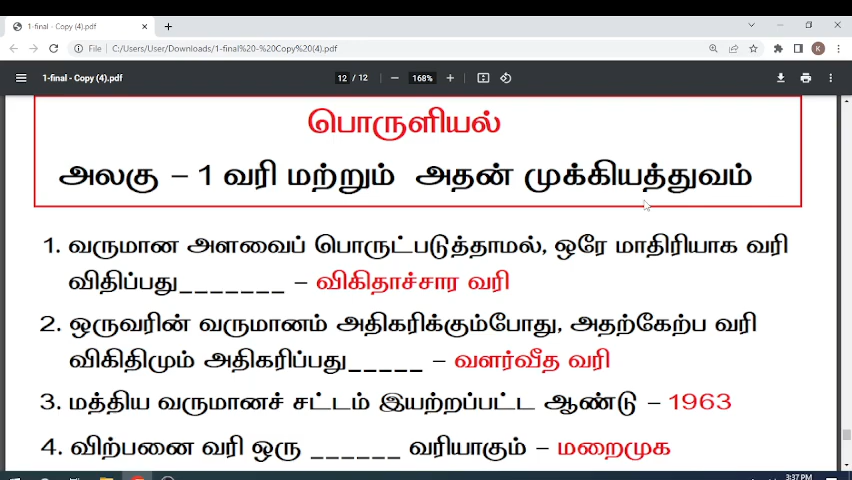 1-final - Copy (4).pdf
File C:/Users/User/Downloads/1-final%20-%20Copy%20(4).pdf
K
1-final - Copy (4).pdf
12 / 12
168%
பொருளியல்
அலகு – 1 வரி மற்றும் அதன் முக்கியத்துவம்
1. வருமான அளவைப் பொருட்படுத்தாமல், ஒரே மாதிரியாக வரி
விதிப்பது_______ – விகிதாச்சார வரி
2. ஒருவரின் வருமானம் அதிகரிக்கும்போது, அதற்கேற்ப வரி
விகிதிமும் அதிகரிப்பது_____ – வளர்வீத வரி
3. மத்திய வருமானச் சட்டம் இயற்றப்பட்ட ஆண்டு – 1963
4. விற்பனை வரி ஒரு ______ வரியாகும் – மறைமுக
3:37 PM